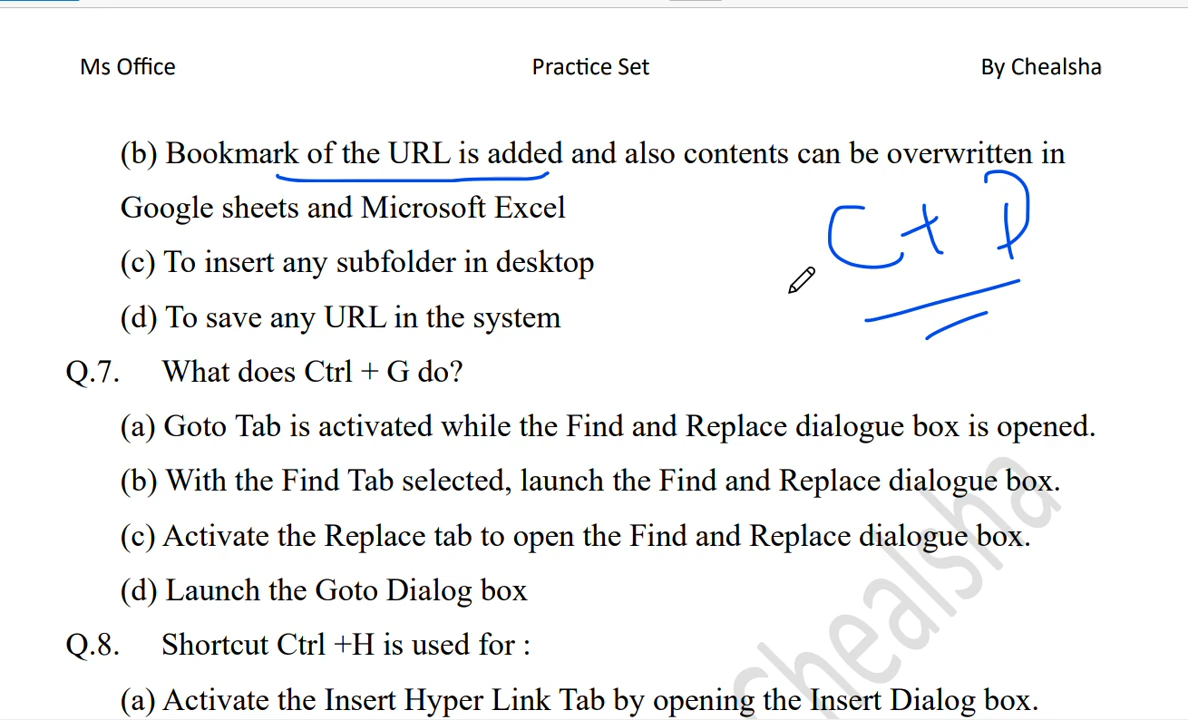 Ms Office Practice Set By Chealsha
(b) Bookmark of the URL is added and also contents can be overwritten in
Google sheets and Microsoft Excel
C+ D
(c) To insert any subfolder in desktop
(d) To save any URL in the system
Q.7. What does Ctrl + G do?
(a) Goto Tab is activated while the Find and Replace dialogue box is opened.
(b) With the Find Tab selected, launch the Find and Replace dialogue box.
(c) Activate the Replace tab to open the Find and Replace dialogue box.
(d) Launch the Goto Dialog box
Q.8. Shortcut Ctrl +H is used for :
(a) Activate the Insert Hyper Link Tab by opening the Insert Dialog box.
Chealsha